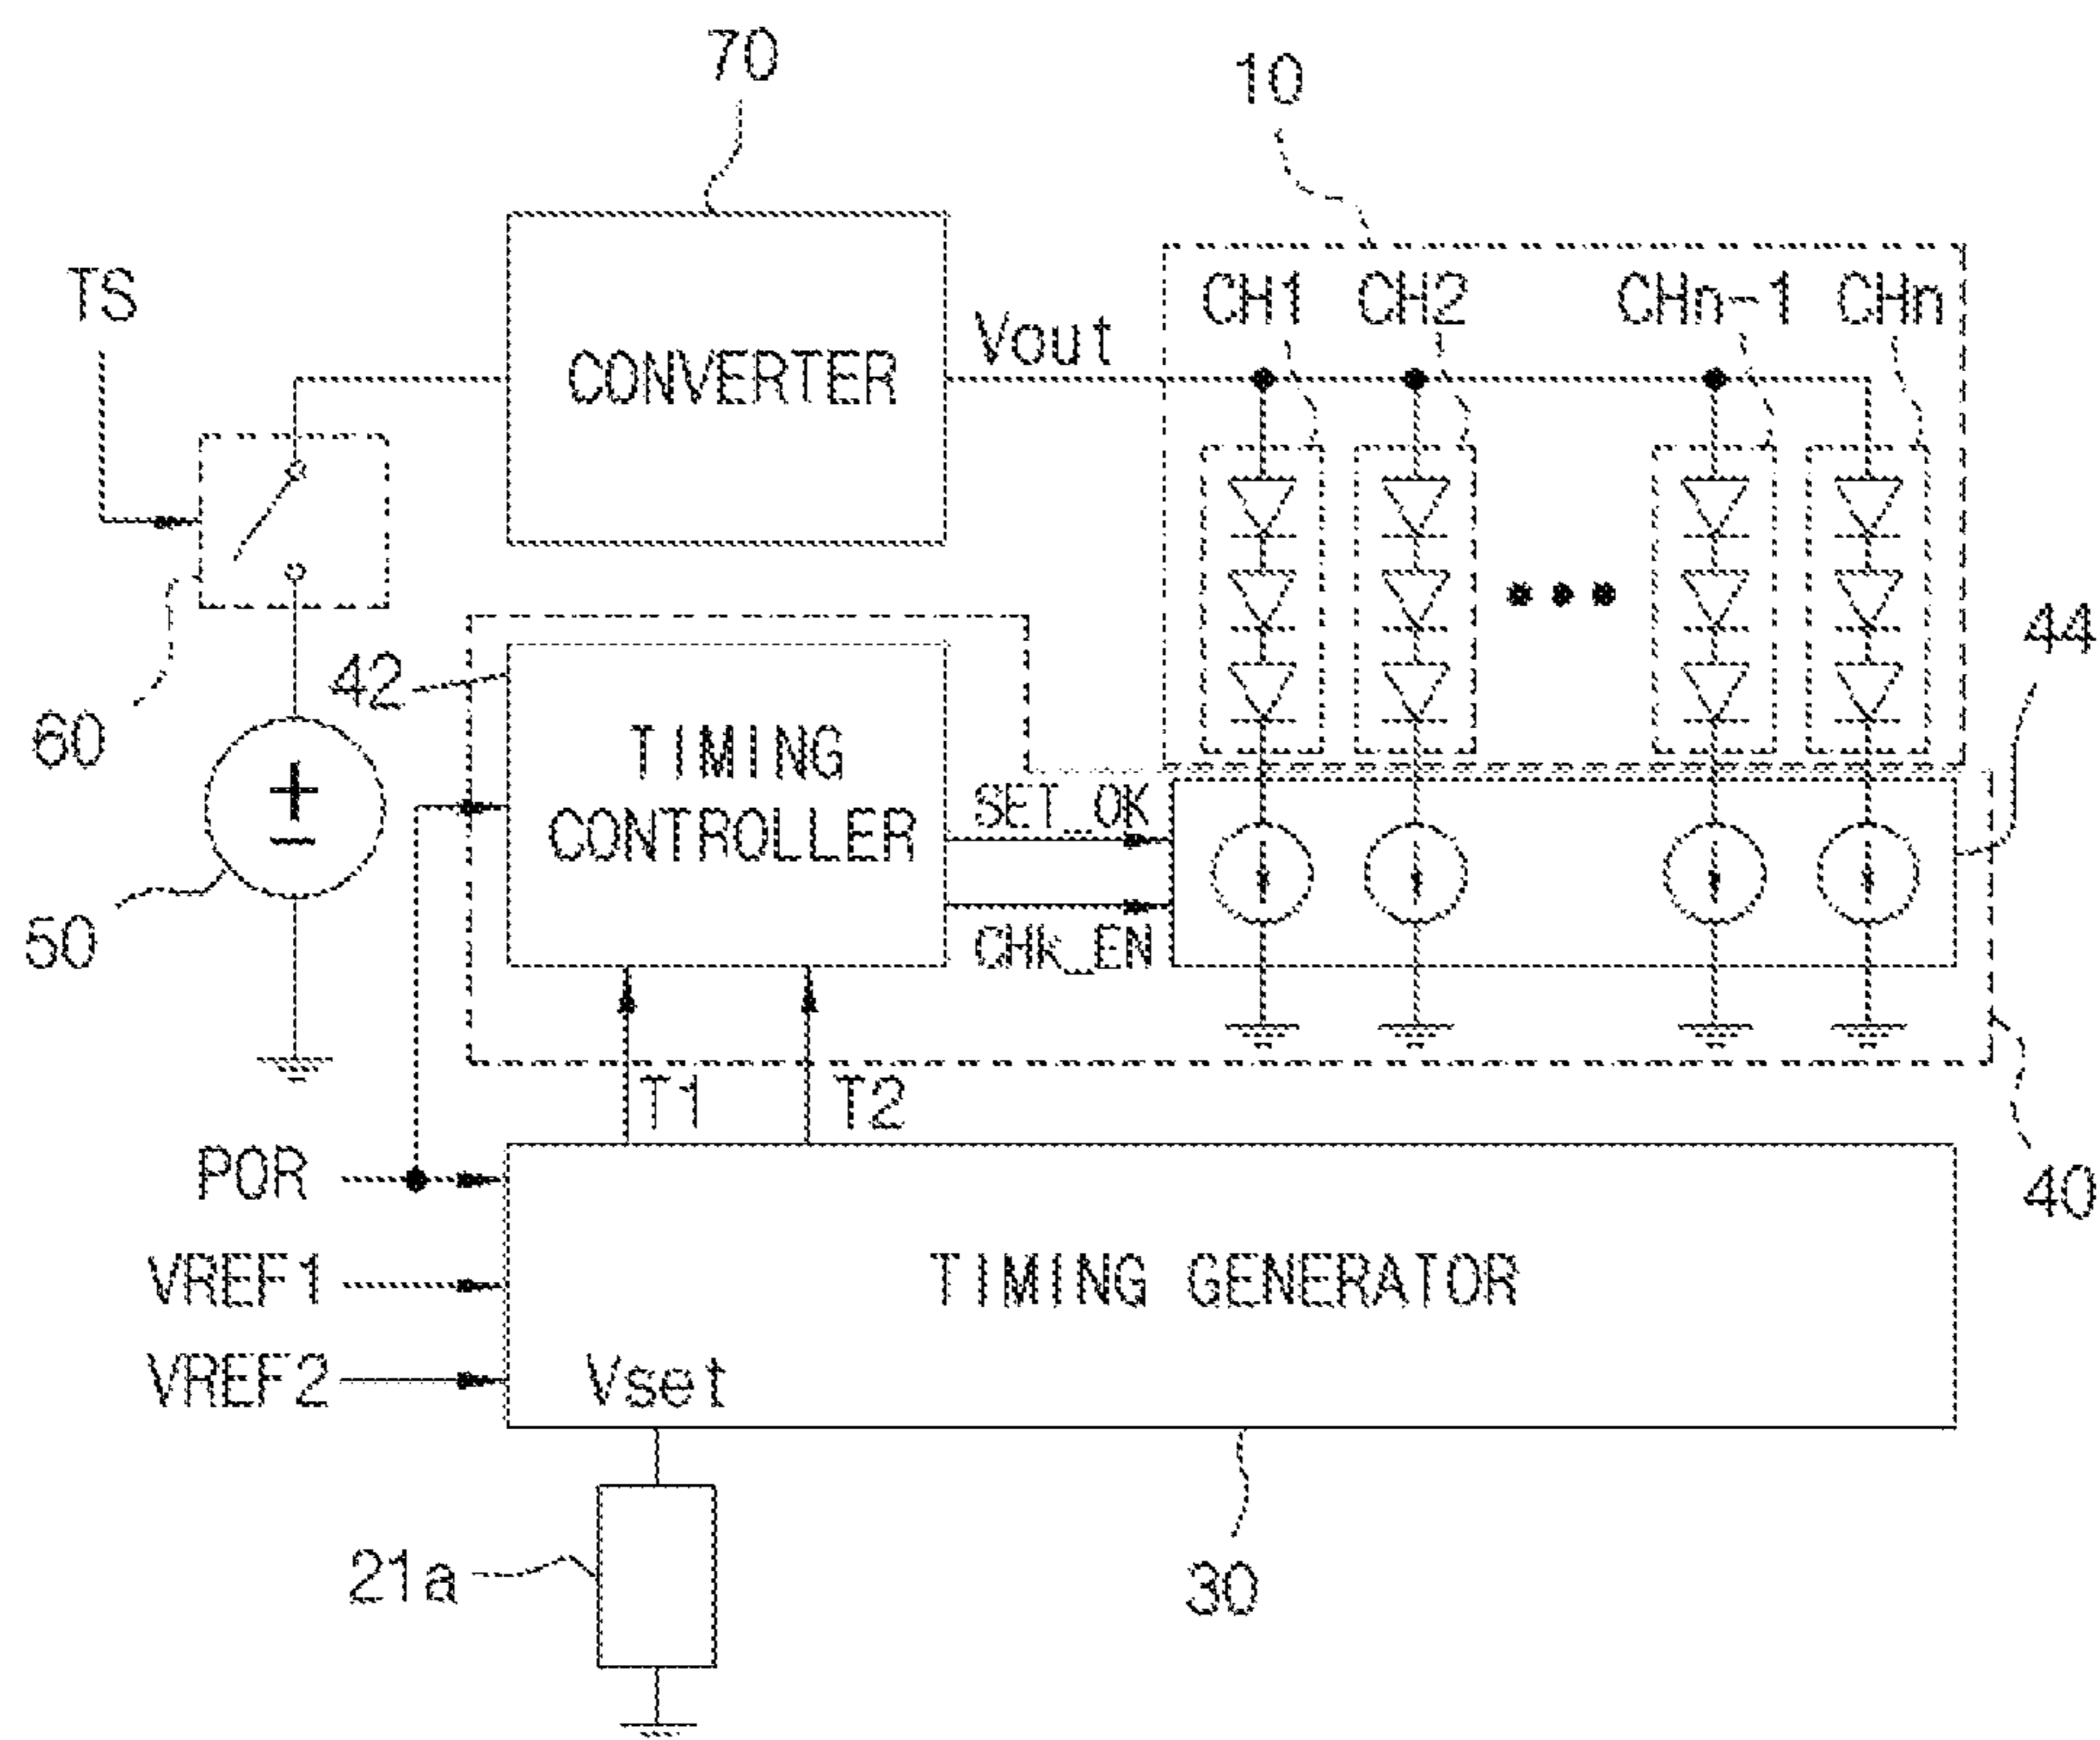 70
10
TS
CH1
CH2
CHn-1
CHn
CONVERTER
Vout
44
42
60
TIMING
CONTROLLER
SET_OK
CHK_EN
50
T1
T2
POR
40
VREF1
TIMING GENERATOR
VREF2
Vset
21a
30